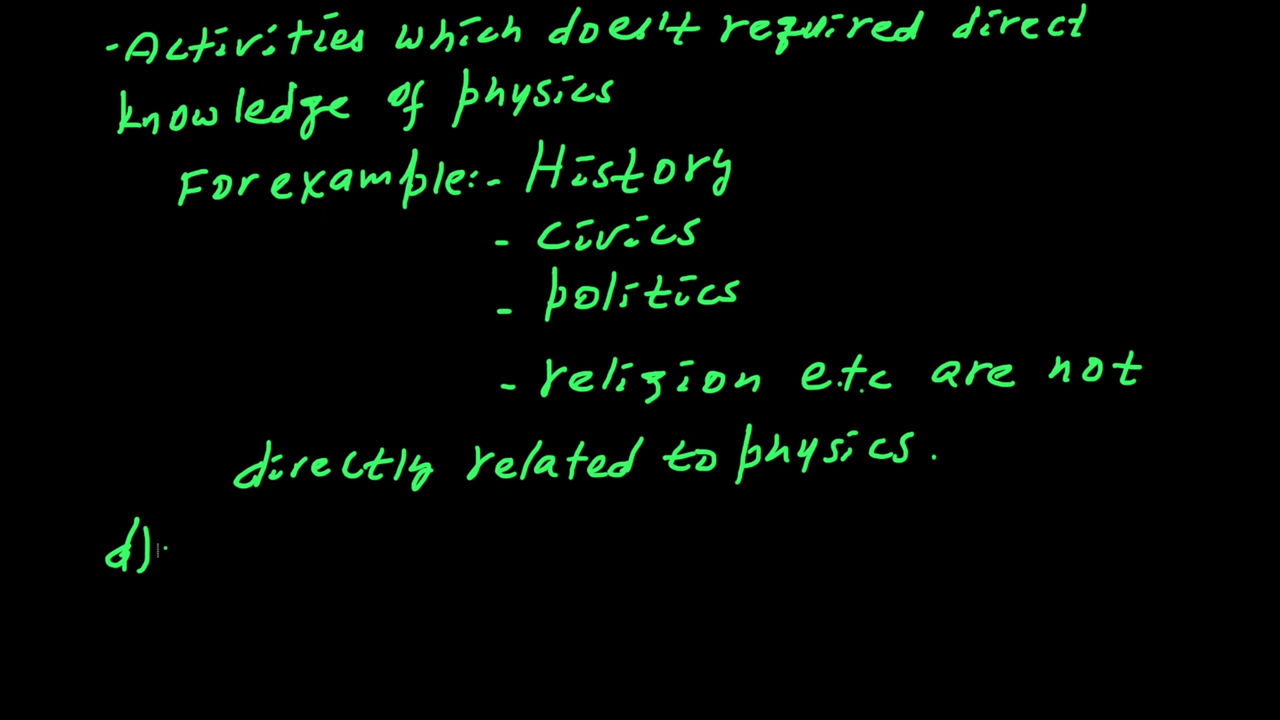 -Activities which does't required direct
knowledge of physics
For example:- History
- civics
- politics
- religion e.t.c are not
directly related to physics.
d)